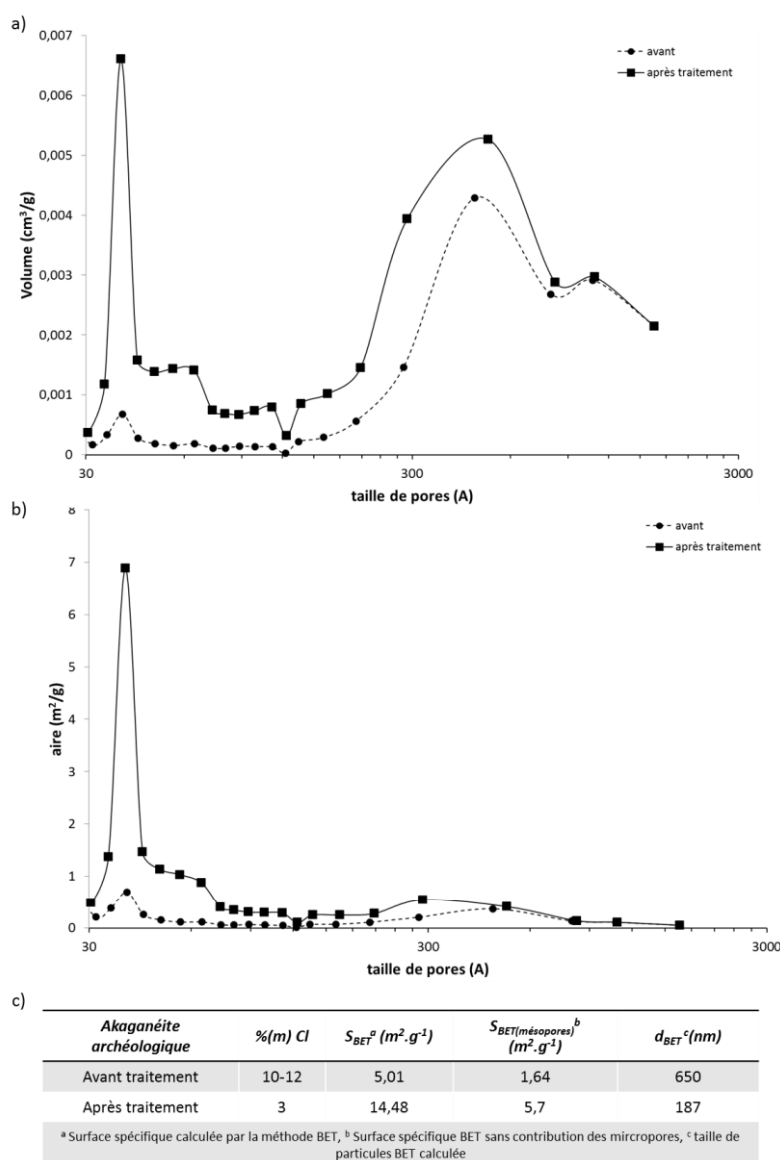 a)
0,007
0,006
0,005
0,004
0,003
0,002
0,001
0
Volume (cm³/g)
avant
après traitement
30
300
3000
taille de pores (A)
b)
8
7
6
5
4
3
2
1
0
aire (m²/g)
avant
après traitement
30
300
3000
taille de pores (A)
c)
Akaganéite archéologique %(m) Cl S_BET^a (m².g⁻¹) S_BET(mésopores)^b (m².g⁻¹) d_BET^c(nm)
Avant traitement 10-12 5,01 1,64 650
Après traitement 3 14,48 5,7 187
ᵃ Surface spécifique calculée par la méthode BET, ᵇ Surface spécifique BET sans contribution des mircropores, ᶜ taille de
particules BET calculée